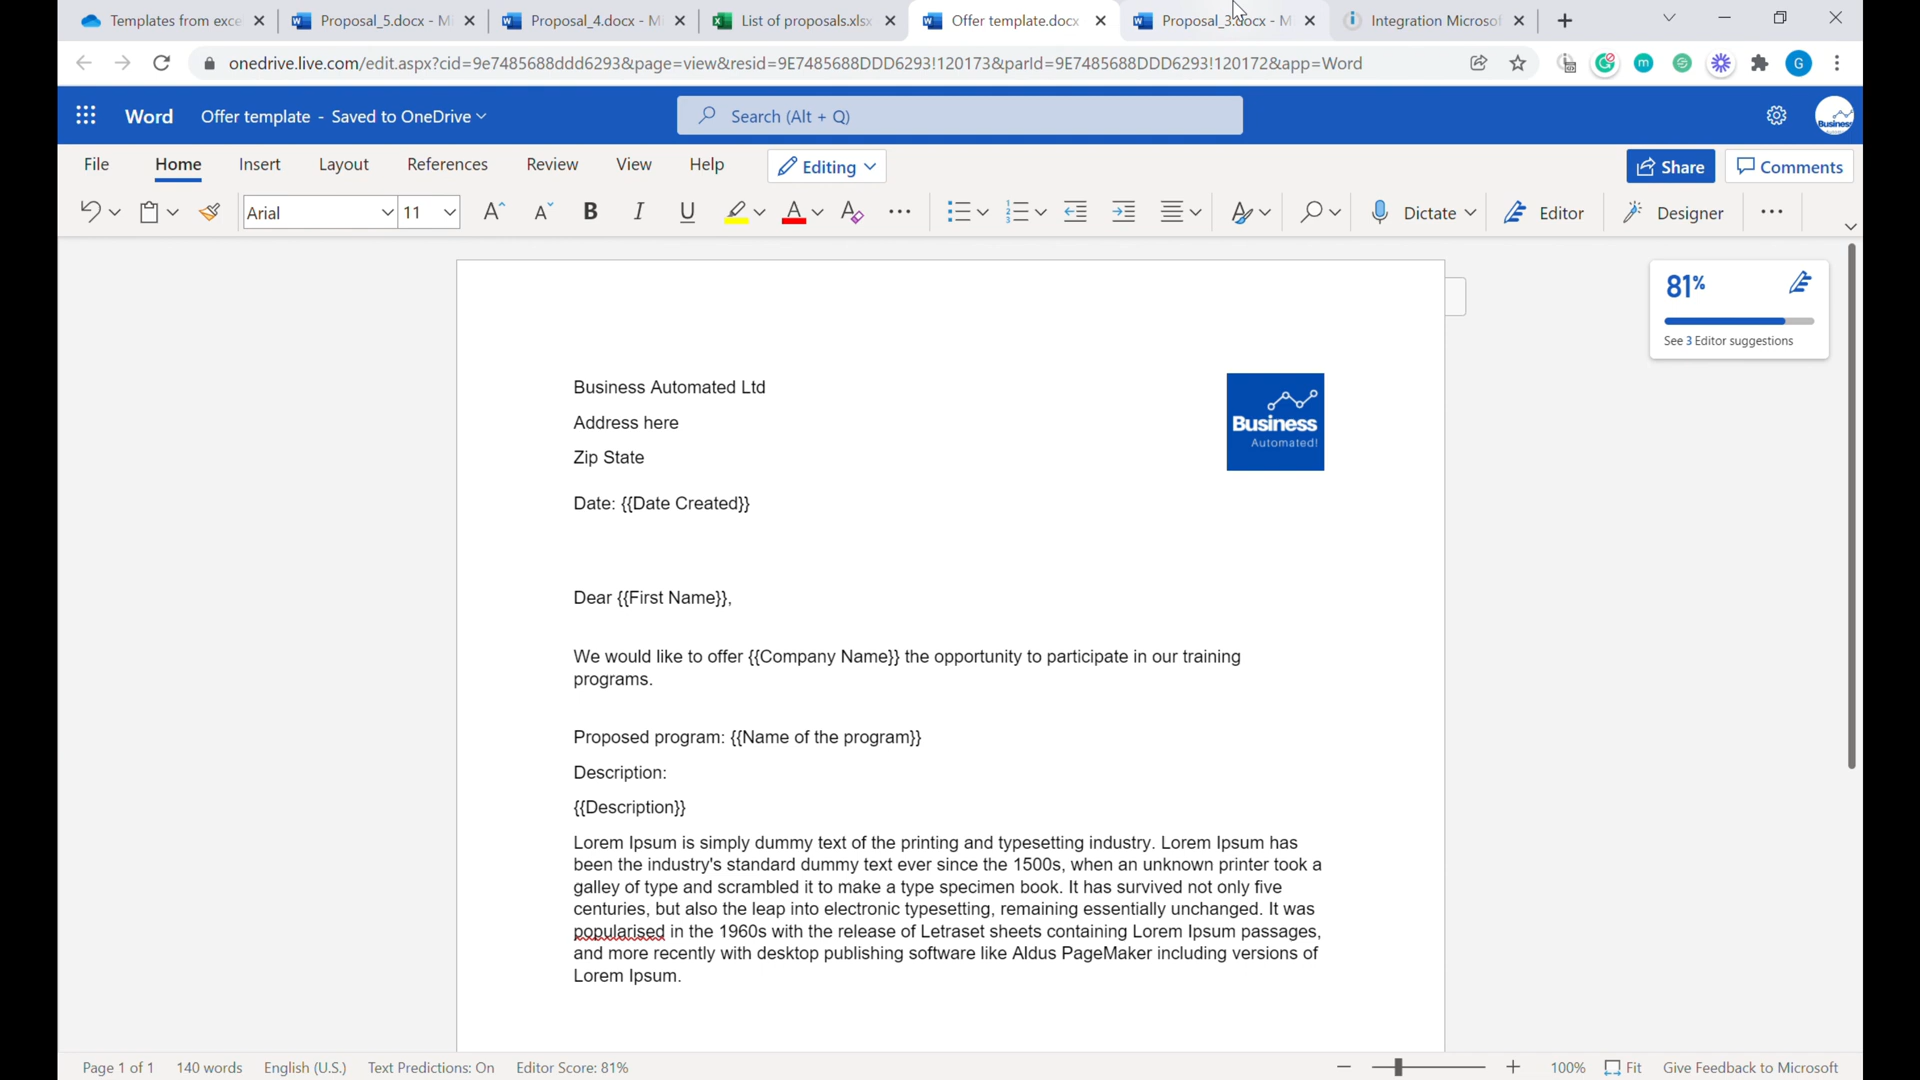 Templates from exce
Proposal_5.docx - Mi
Proposal_4.docx - Mi
List of proposals.xlsx
Offer template.docx
Proposal_3.docx - M
Integration Microsof
onedrive.live.com/edit.aspx?cid=9e7485688ddd6293&page=view&resid=9E7485688DDD6293!120173&parId=9E7485688DDD6293!120172&app=Word
G
Word
Offer template - Saved to OneDrive
Search (Alt + Q)
Business
File
Home
Insert
Layout
References
Review
View
Help
Editing
Share
Comments
Arial
11
Dictate
Editor
Designer
81%
See 3 Editor suggestions
Business Automated Ltd
Address here
Zip State
Business
Automated!
Date: {{Date Created}}
Dear {{First Name}},
We would like to offer {{Company Name}} the opportunity to participate in our training
programs.
Proposed program: {{Name of the program}}
Description:
{{Description}}
Lorem Ipsum is simply dummy text of the printing and typesetting industry. Lorem Ipsum has
been the industry's standard dummy text ever since the 1500s, when an unknown printer took a
galley of type and scrambled it to make a type specimen book. It has survived not only five
centuries, but also the leap into electronic typesetting, remaining essentially unchanged. It was
popularised in the 1960s with the release of Letraset sheets containing Lorem Ipsum passages,
and more recently with desktop publishing software like Aldus PageMaker including versions of
Lorem Ipsum.
Page 1 of 1
140 words
English (U.S.)
Text Predictions: On
Editor Score: 81%
100%
Fit
Give Feedback to Microsoft